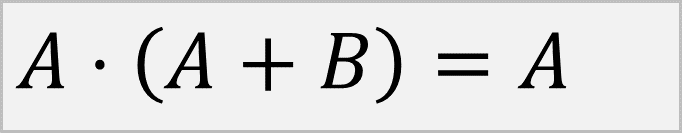 A · (A + B) = A